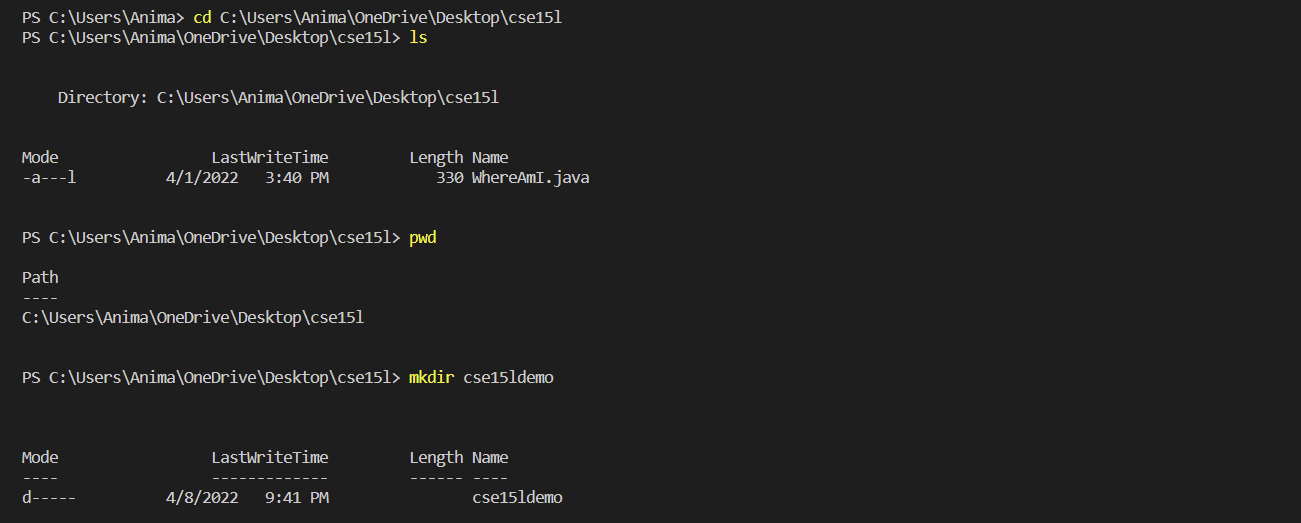 PS C:\Users\Anima> cd C:\Users\Anima\OneDrive\Desktop\cse15l
PS C:\Users\Anima\OneDrive\Desktop\cse15l> ls
Directory: C:\Users\Anima\OneDrive\Desktop\cse15l
Mode                 LastWriteTime         Length Name
-a---l          4/1/2022   3:40 PM            330 WhereAmI.java
PS C:\Users\Anima\OneDrive\Desktop\cse15l> pwd
Path
----
C:\Users\Anima\OneDrive\Desktop\cse15l
PS C:\Users\Anima\OneDrive\Desktop\cse15l> mkdir cse15ldemo
Mode                 LastWriteTime         Length Name
----                 -------------         ------ ----
d-----          4/8/2022   9:41 PM                cse15ldemo